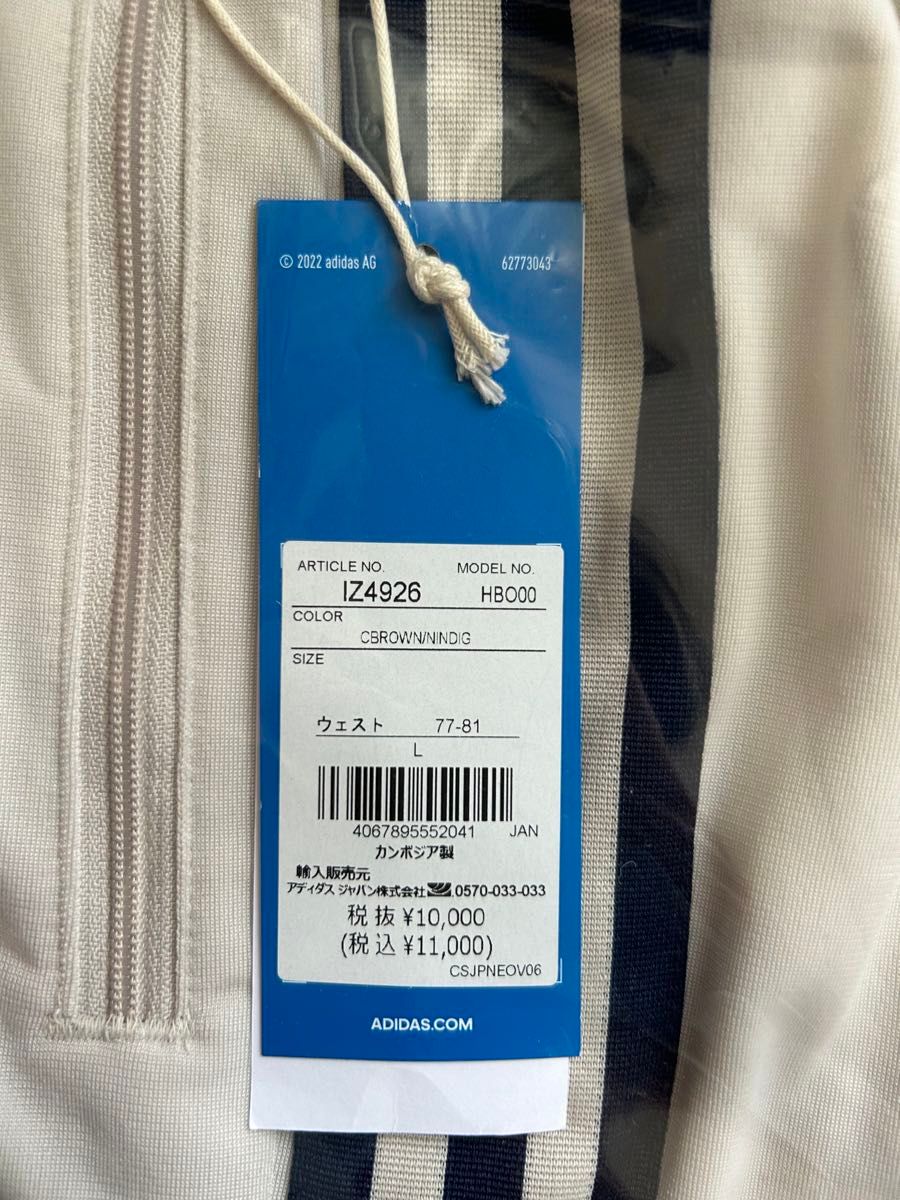 © 2022 adidas AG 62773043
ARTICLE NO. MODEL NO.
IZ4926 HBO00
COLOR
CBROWN/NINDIG
SIZE
ウェスト 77-81
L
4067895552041 JAN
カンボジア製
輸入販売元
アディダス ジャパン株式会社 0570-033-033
税 抜 ¥10,000
(税 込 ¥11,000)
CSJPNEOV06
ADIDAS.COM